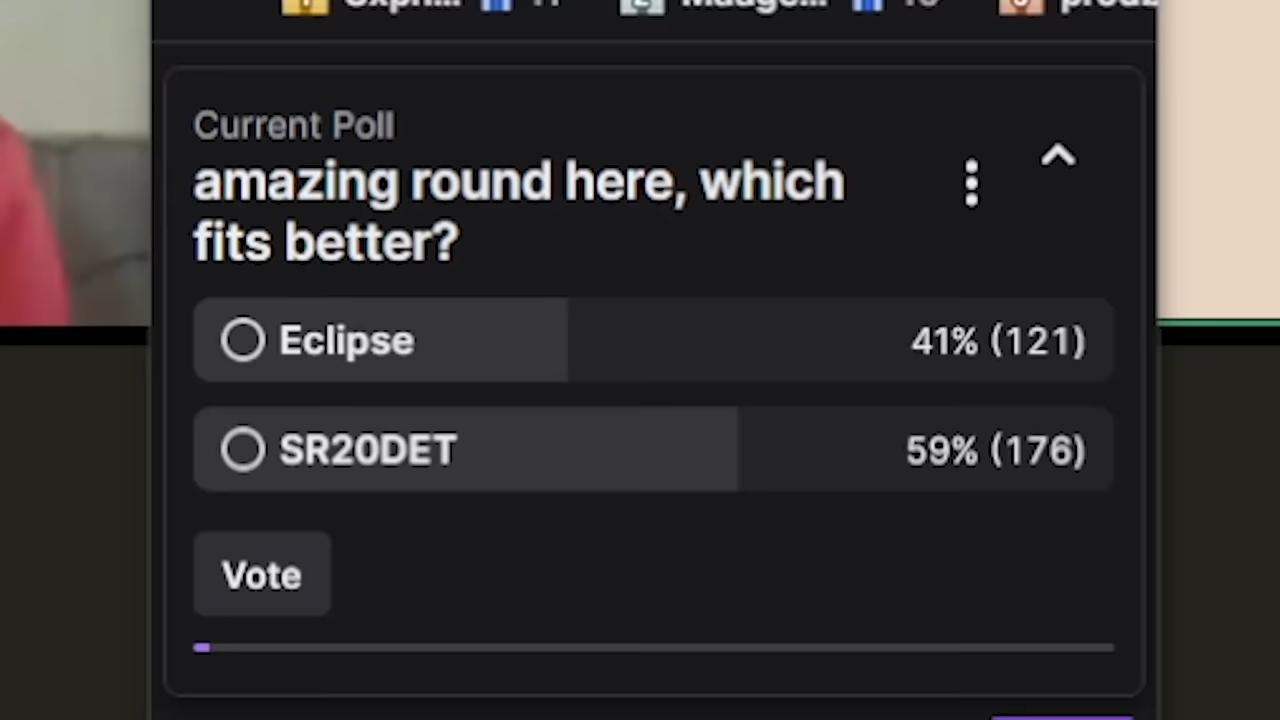 Current Poll
amazing round here, which
fits better?
Eclipse 41% (121)
SR20DET 59% (176)
Vote